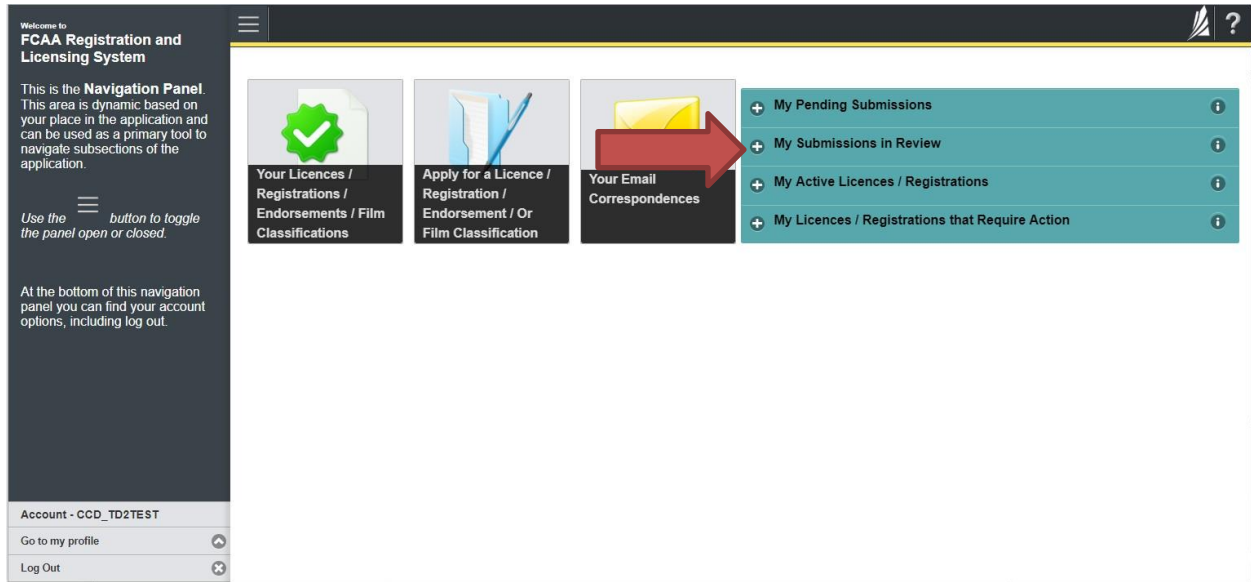 Welcome to
FCAA Registration and
Licensing System
This is the Navigation Panel.
This area is dynamic based on
your place in the application and
can be used as a primary tool to
navigate subsections of the
application.
Use the button to toggle
the panel open or closed.
At the bottom of this navigation
panel you can find your account
options, including log out.
Account - CCD_TD2TEST
Go to my profile
Log Out
?
Your Licences /
Registrations /
Endorsements / Film
Classifications
Apply for a Licence /
Registration /
Endorsement / Or
Film Classification
Your Email
Correspondences
My Pending Submissions
My Submissions in Review
My Active Licences / Registrations
My Licences / Registrations that Require Action